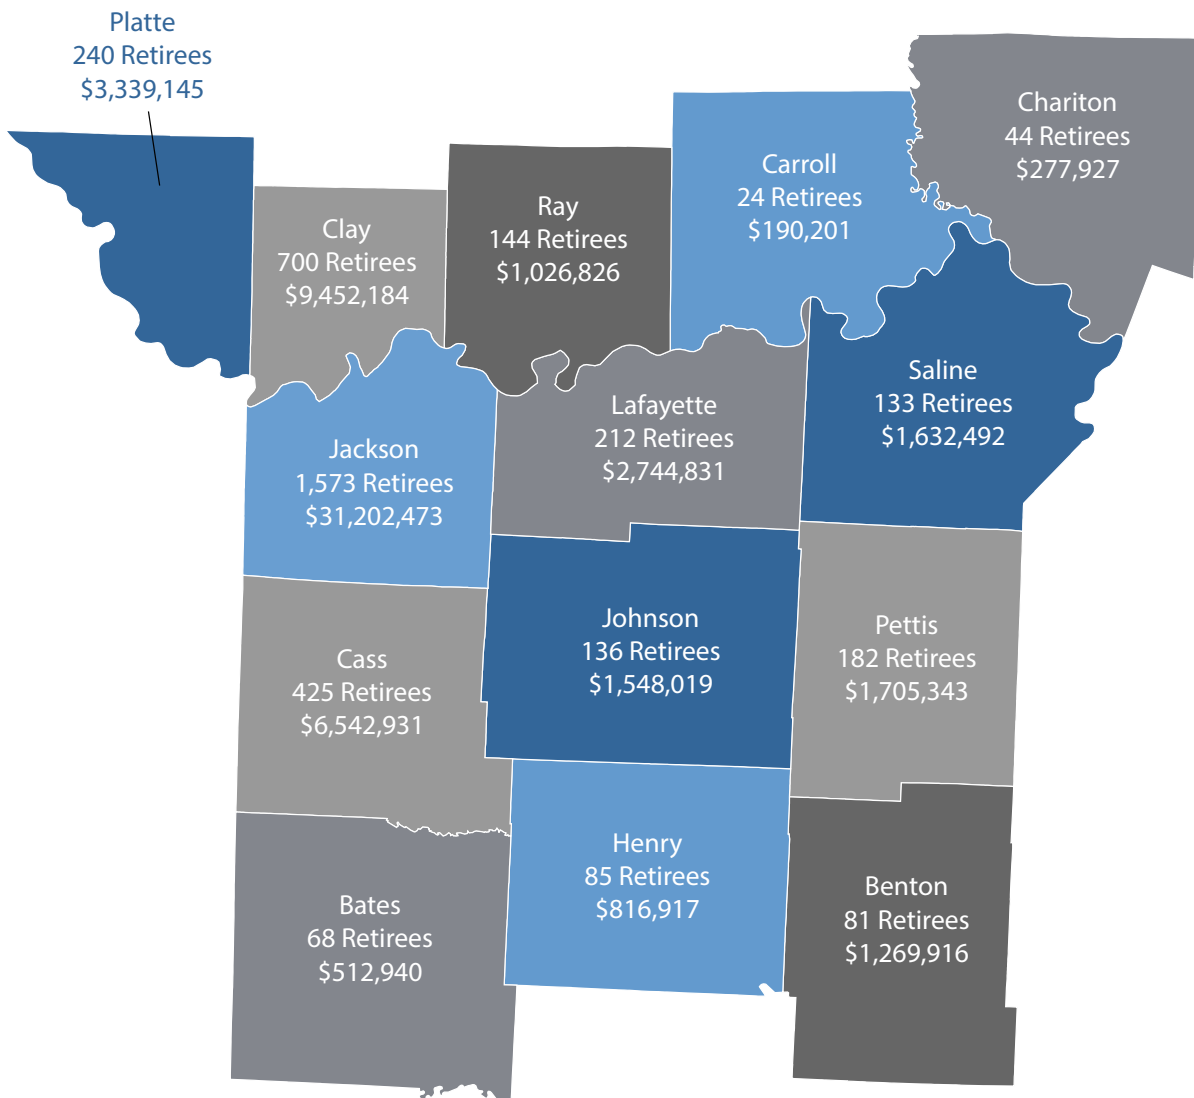 Platte
240 Retirees
$3,339,145
Chariton
44 Retirees
$277,927
Carroll
24 Retirees
$190,201
Ray
144 Retirees
$1,026,826
Clay
700 Retirees
$9,452,184
Saline
133 Retirees
$1,632,492
Lafayette
212 Retirees
$2,744,831
Jackson
1,573 Retirees
$31,202,473
Johnson
136 Retirees
$1,548,019
Pettis
182 Retirees
$1,705,343
Cass
425 Retirees
$6,542,931
Henry
85 Retirees
$816,917
Benton
81 Retirees
$1,269,916
Bates
68 Retirees
$512,940